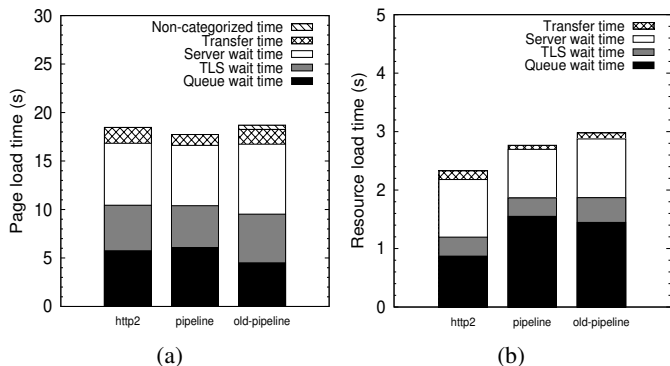 Page load time (s)
30
25
20
15
10
5
0
Non-categorized time
Transfer time
Server wait time
TLS wait time
Queue wait time
http2 pipeline old-pipeline
(a)
Resource load time (s)
5
4
3
2
1
0
Transfer time
Server wait time
TLS wait time
Queue wait time
http2 pipeline old-pipeline
(b)